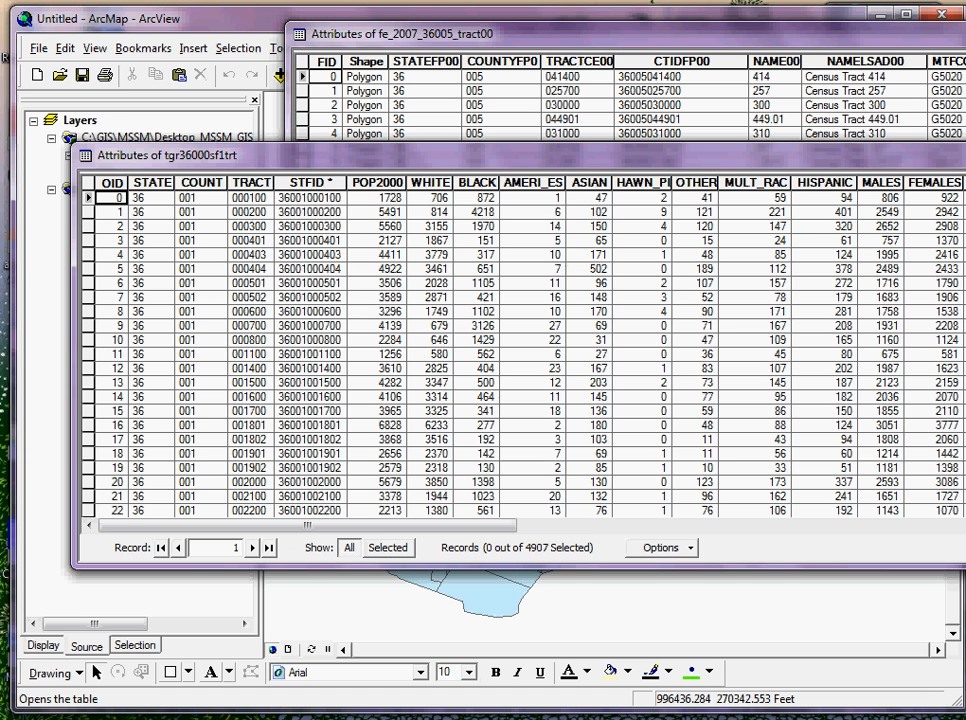 Untitled - ArcMap - ArcView
File Edit View Bookmarks Insert Selection
Attributes of fe_2007_36005_tract00
FID Shape STATEFP00 COUNTYFP0 TRACTCE00 CTIDFP00 NAME00 NAMELSAD00 MTFCC
0 Polygon 36 005 041400 36005041400 414 Census Tract 414 G5020
1 Polygon 36 005 025700 36005025700 257 Census Tract 257 G5020
2 Polygon 36 005 030000 36005030000 300 Census Tract 300 G5020
3 Polygon 36 005 044901 36005044901 449.01 Census Tract 449.01 G5020
4 Polygon 36 005 031000 36005031000 310 Census Tract 310 G5020
Layers
C:\GIS\MSSM\Desktop_MSSM_GIS
Attributes of tgr36000sf1trt
OID STATE COUNT TRACT STFID * POP2000 WHITE BLACK AMERI_ES ASIAN HAWN_PI OTHER MULT_RAC HISPANIC MALES FEMALES
0 36 001 000100 36001000100 1728 706 872 1 47 2 41 59 94 806 922
1 36 001 000200 36001000200 5491 814 4218 6 102 9 121 221 401 2549 2942
2 36 001 000300 36001000300 5560 3155 1970 14 150 4 120 147 320 2652 2908
3 36 001 000401 36001000401 2127 1867 151 5 65 0 15 24 61 757 1370
4 36 001 000403 36001000403 4411 3779 317 10 171 1 48 85 124 1995 2416
5 36 001 000404 36001000404 4922 3461 651 7 502 0 189 112 378 2489 2433
6 36 001 000501 36001000501 3506 2028 1105 11 96 2 107 157 272 1716 1790
7 36 001 000502 36001000502 3589 2871 421 16 148 3 52 78 179 1683 1906
8 36 001 000600 36001000600 3296 1749 1102 10 170 4 90 171 281 1758 1538
9 36 001 000700 36001000700 4139 679 3126 27 69 0 71 167 208 1931 2208
10 36 001 000800 36001000800 2284 646 1429 22 31 0 47 109 165 1160 1124
11 36 001 001100 36001001100 1256 580 562 6 27 0 36 45 80 675 581
12 36 001 001400 36001001400 3610 2825 404 23 167 1 83 107 202 1987 1623
13 36 001 001500 36001001500 4282 3347 500 12 203 2 73 145 187 2123 2159
14 36 001 001600 36001001600 4106 3314 464 11 145 0 77 95 182 2036 2070
15 36 001 001700 36001001700 3965 3325 341 18 136 0 59 86 150 1855 2110
16 36 001 001801 36001001801 6828 6233 277 2 180 0 48 88 124 3051 3777
17 36 001 001802 36001001802 3868 3516 192 3 103 0 11 43 94 1808 2060
18 36 001 001901 36001001901 2656 2370 142 7 69 1 11 56 60 1214 1442
19 36 001 001902 36001001902 2579 2318 130 2 85 1 10 33 51 1181 1398
20 36 001 002000 36001002000 5679 3850 1398 5 130 0 123 173 337 2593 3086
21 36 001 002100 36001002100 3378 1944 1023 20 132 1 96 162 241 1651 1727
22 36 001 002200 36001002200 2213 1380 561 13 76 1 76 106 192 1143 1070
Record: 1 Show: All Selected Records (0 out of 4907 Selected) Options
Display Source Selection
Drawing A Arial 10 B I U A
Opens the table 996436.284 270342.553 Feet